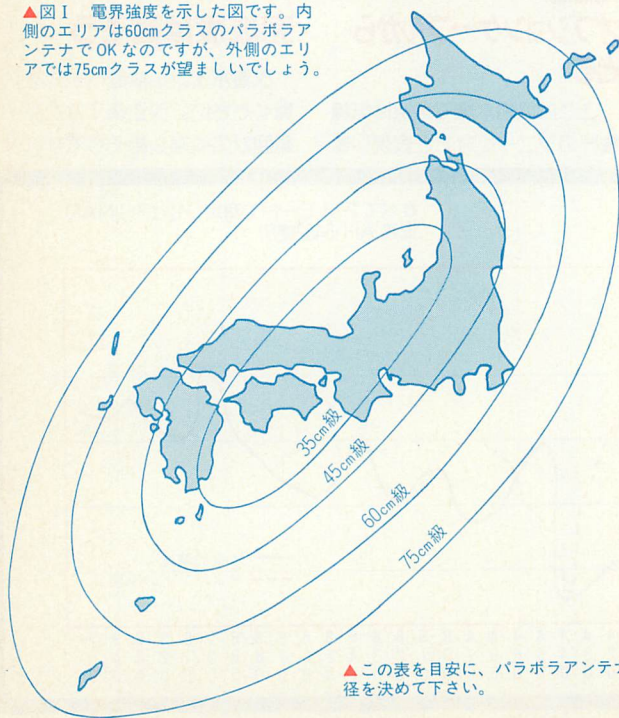 ▲図I　電界強度を示した図です。内
側のエリアは60cmクラスのパラボラア
ンテナでOKなのですが、外側のエリ
アでは75cmクラスが望ましいでしょう。
35cm級
45cm級
60cm級
75cm級
▲この表を目安に、パラボラアンテナ
径を決めて下さい。